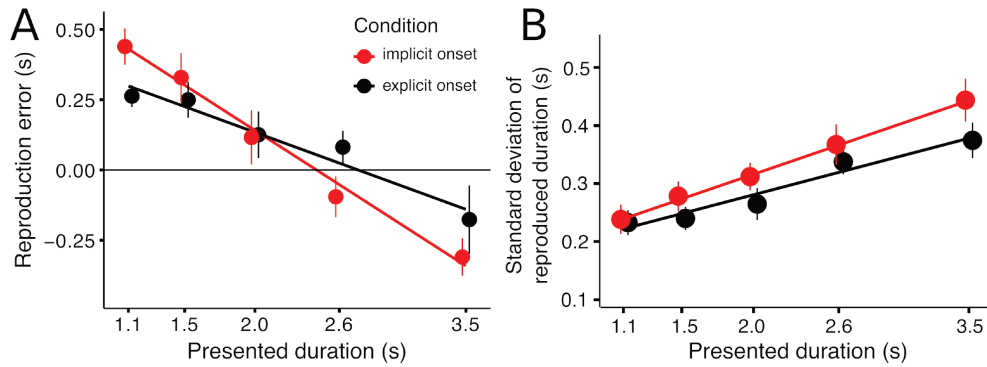 A
Condition
implicit onset
explicit onset
Reproduction error (s)
0.50
0.25
0.00
−0.25
1.1 1.5 2.0 2.6 3.5
Presented duration (s)
B
Standard deviation of
reproduced duration (s)
0.5
0.4
0.3
0.2
0.1
1.1 1.5 2.0 2.6 3.5
Presented duration (s)